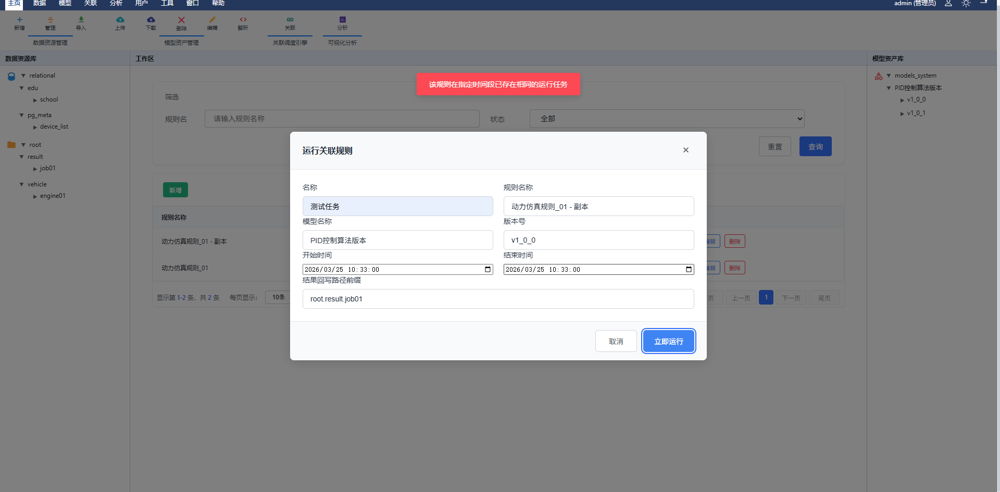 主页 数据 模型 关联 分析 用户 工具 窗口 帮助 admin (管理员)
新增 管理 导入 上传 下载 删除 编辑 解析 关联 分析
数据资源管理 模型资产管理 关联调度引擎 可视化分析
数据资源库
relational
edu
school
pg_meta
device_list
root
result
job01
vehicle
engine01
工作区
该规则在指定时间段已存在相同的运行任务
筛选
规则名 请输入规则名称 状态 全部
重置 查询
新增
规则名称
动力仿真规则_01 - 副本 编辑 删除
动力仿真规则_01 编辑 删除
显示第 1-2 条，共 2 条 每页显示： 10条 页 上一页 1 下一页 尾页
运行关联规则 ×
名称 规则名称
测试任务 动力仿真规则_01 - 副本
模型名称 版本号
PID控制算法版本 v1_0_0
开始时间 结束时间
2026/03/25 10:33:00 2026/03/25 10:33:00
结果回写路径前缀
root.result.job01
取消 立即运行
模型资产库
models_system
PID控制算法版本
v1_0_0
v1_0_1